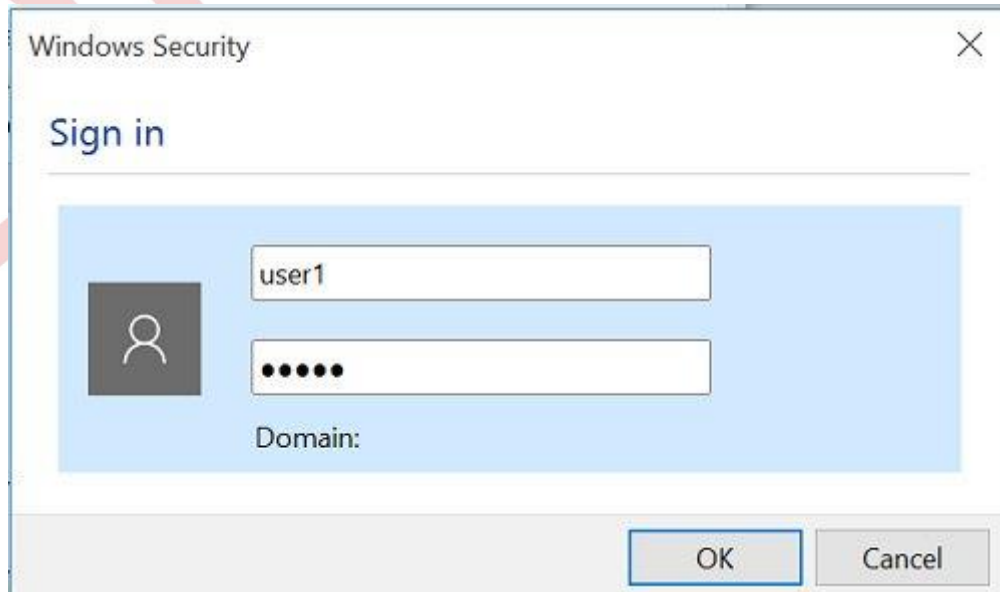 Windows Security
Sign in
user1
•••••
Domain:
OK
Cancel